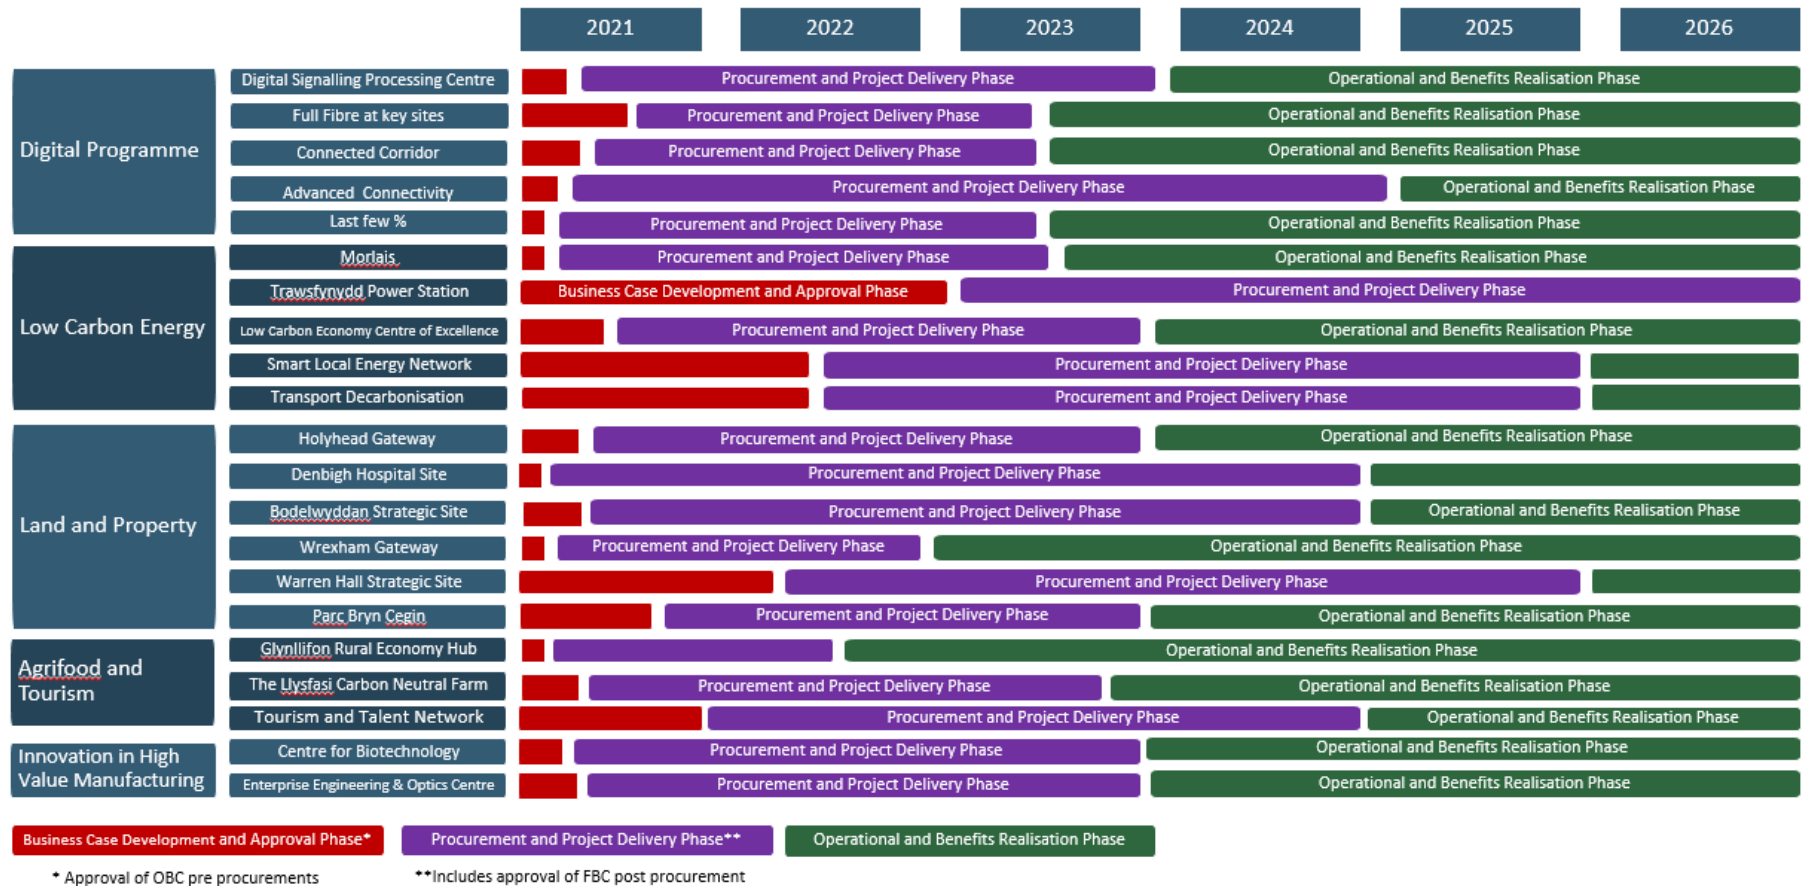 2021 2022 2023 2024 2025 2026
Digital Programme
Digital Signalling Processing Centre Procurement and Project Delivery Phase Operational and Benefits Realisation Phase
Full Fibre at key sites Procurement and Project Delivery Phase Operational and Benefits Realisation Phase
Connected Corridor Procurement and Project Delivery Phase Operational and Benefits Realisation Phase
Advanced Connectivity Procurement and Project Delivery Phase Operational and Benefits Realisation Phase
Last few % Procurement and Project Delivery Phase Operational and Benefits Realisation Phase
Low Carbon Energy
Morlais Procurement and Project Delivery Phase Operational and Benefits Realisation Phase
Trawsfynydd Power Station Business Case Development and Approval Phase Procurement and Project Delivery Phase
Low Carbon Economy Centre of Excellence Procurement and Project Delivery Phase Operational and Benefits Realisation Phase
Smart Local Energy Network Procurement and Project Delivery Phase
Transport Decarbonisation Procurement and Project Delivery Phase
Land and Property
Holyhead Gateway Procurement and Project Delivery Phase Operational and Benefits Realisation Phase
Denbigh Hospital Site Procurement and Project Delivery Phase
Bodelwyddan Strategic Site Procurement and Project Delivery Phase Operational and Benefits Realisation Phase
Wrexham Gateway Procurement and Project Delivery Phase Operational and Benefits Realisation Phase
Warren Hall Strategic Site Procurement and Project Delivery Phase
Parc Bryn Cegin Procurement and Project Delivery Phase Operational and Benefits Realisation Phase
Agrifood and
Tourism
Glynllifon Rural Economy Hub Operational and Benefits Realisation Phase
The Llysfasi Carbon Neutral Farm Procurement and Project Delivery Phase Operational and Benefits Realisation Phase
Tourism and Talent Network Procurement and Project Delivery Phase Operational and Benefits Realisation Phase
Innovation in High
Value Manufacturing
Centre for Biotechnology Procurement and Project Delivery Phase Operational and Benefits Realisation Phase
Enterprise Engineering & Optics Centre Procurement and Project Delivery Phase Operational and Benefits Realisation Phase
Business Case Development and Approval Phase* Procurement and Project Delivery Phase** Operational and Benefits Realisation Phase
* Approval of OBC pre procurements **Includes approval of FBC post procurement